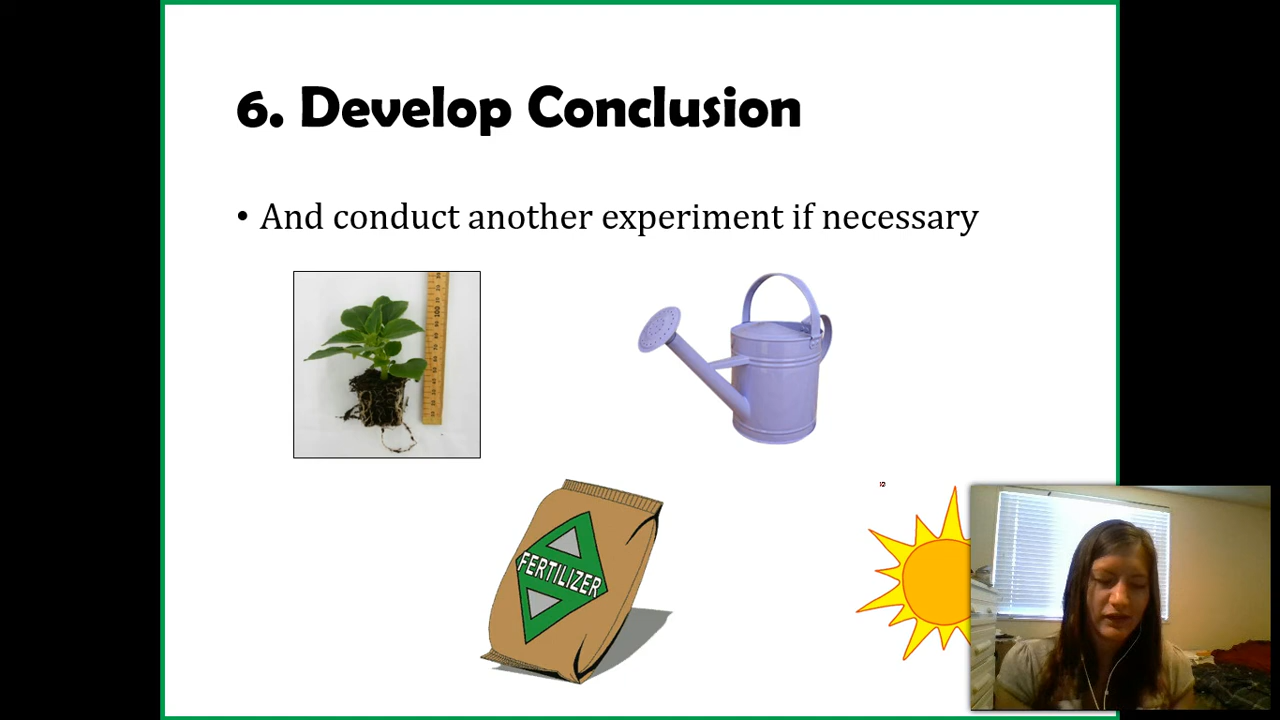 6. Develop Conclusion
• And conduct another experiment if necessary
FERTILIZER